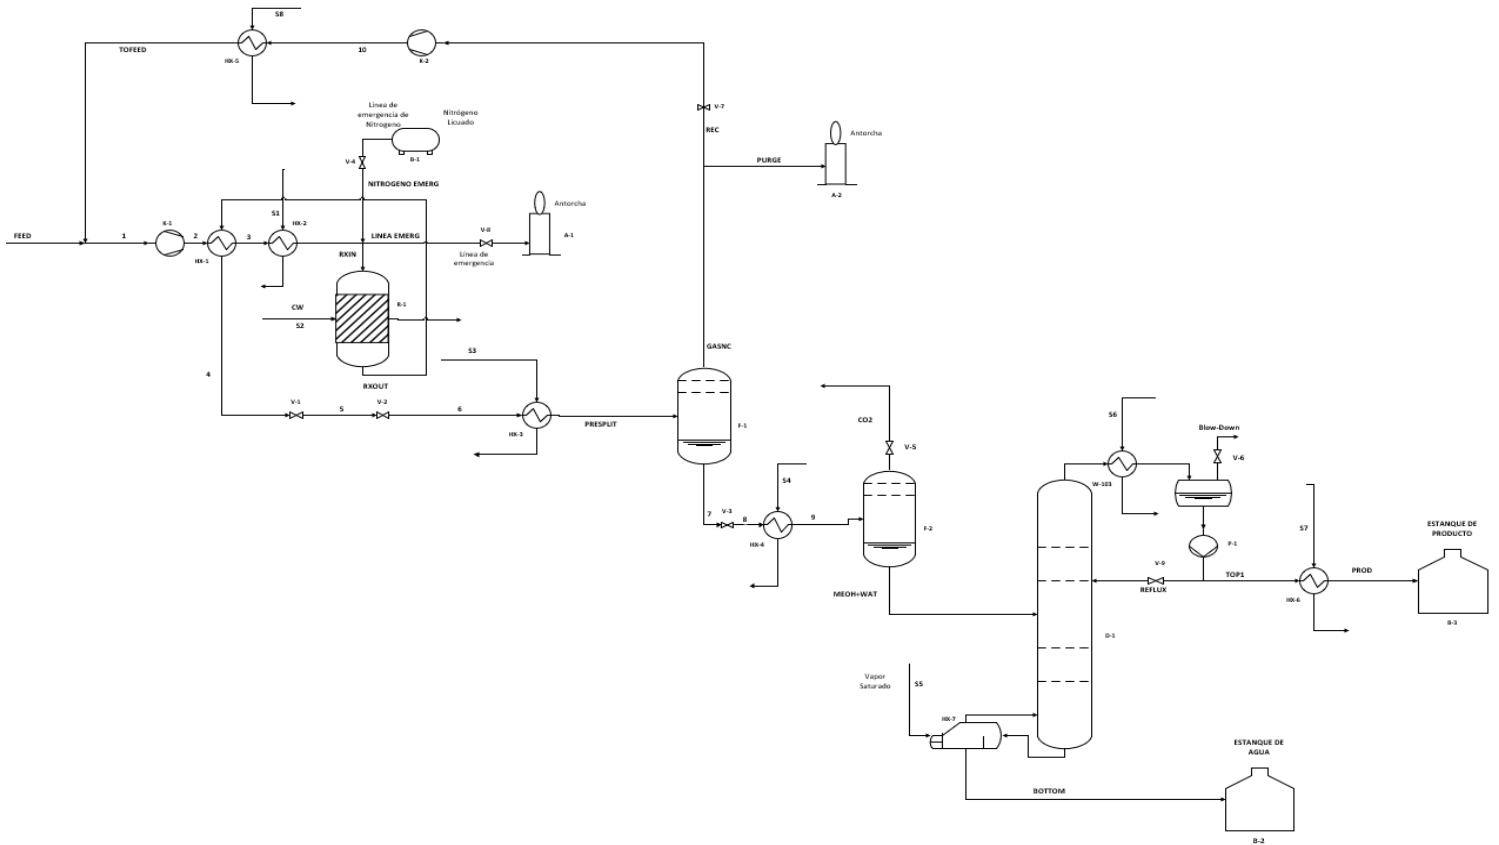 S8
TOFEED
10
HX-5
K-2
V-7
REC
Línea de
emergencia de
Nitrogeno
Nitrógeno
Licuado
V-4
B-1
NITROGENO EMERG
PURGE
Antorcha
A-2
S1
HX-2
FEED
1
K-1
2
HX-1
3
LINEA EMERG
V-8
Línea de
emergencia
Antorcha
A-1
RXIN
R-1
CW
S2
S3
RXOUT
4
V-1
5
V-2
6
HX-3
PRESPLIT
GASNC
F-1
CO2
V-5
7
V-3
8
S4
HX-4
9
F-2
MEOH+WAT
S6
Blow-Down
V-6
W-103
P-1
V-9
REFLUX
TOP1
S7
HX-6
PROD
ESTANQUE DE
PRODUCTO
B-3
D-1
Vapor
Saturado
S5
HX-7
BOTTOM
ESTANQUE DE
AGUA
B-2